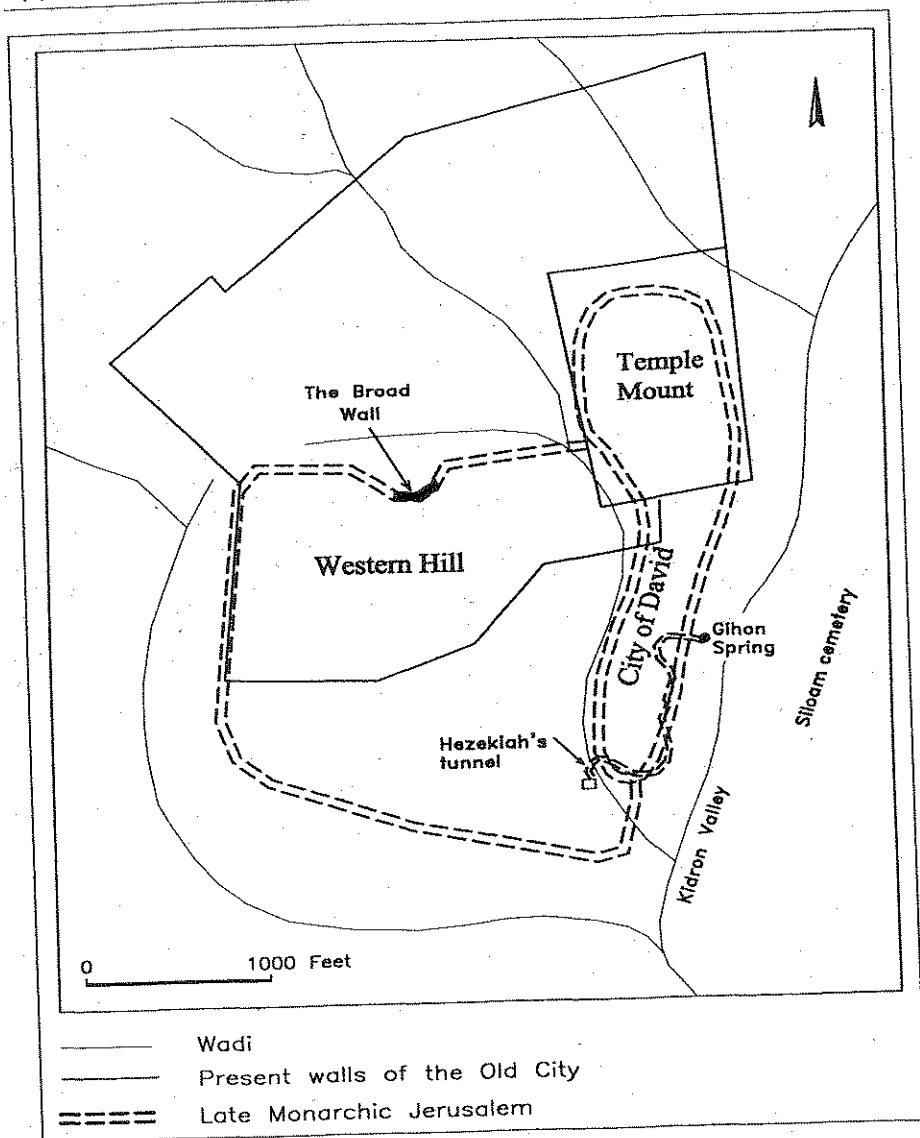 Temple
Mount
The Broad
Wall
Western Hill
City of David
Gihon
Spring
Siloam cemetery
Hezekiah's
tunnel
Kidron Valley
0 1000 Feet
Wadi
Present walls of the Old City
Late Monarchic Jerusalem